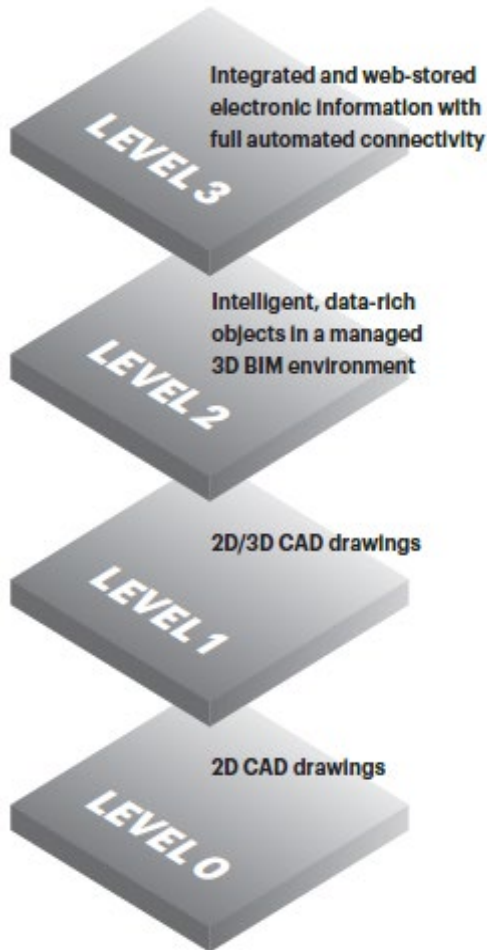 Integrated and web-stored
electronic information with
full automated connectivity
LEVEL 3
Intelligent, data-rich
objects in a managed
3D BIM environment
LEVEL 2
2D/3D CAD drawings
LEVEL 1
2D CAD drawings
LEVEL 0